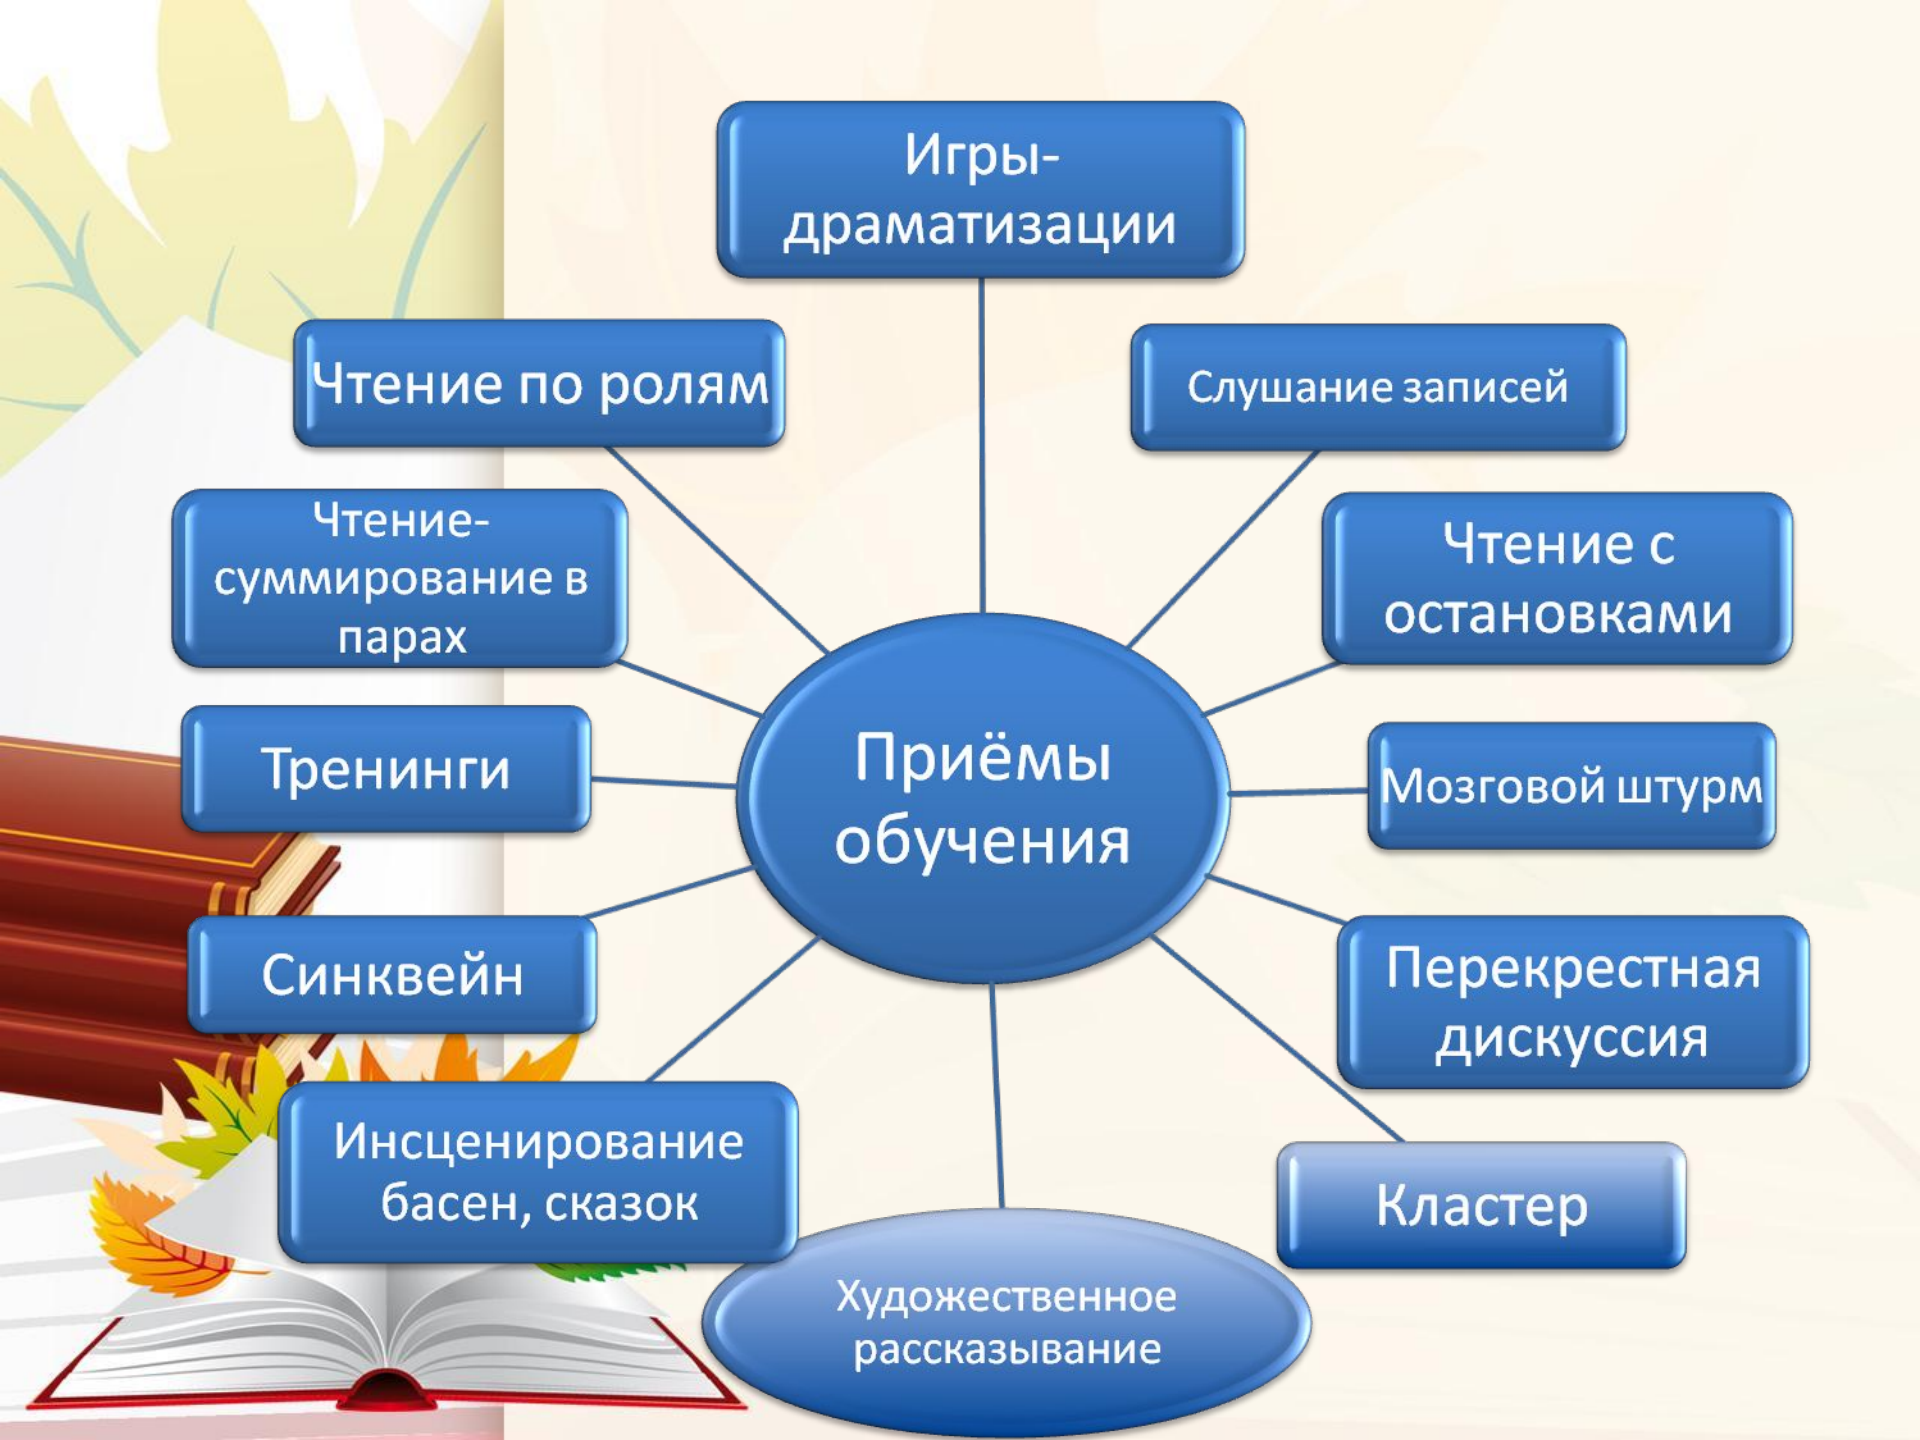 Игры-
драматизации
Чтение по ролям
Слушание записей
Чтение-
суммирование в
парах
Чтение с
остановками
Тренинги
Приёмы
обучения
Мозговой штурм
Синквейн
Перекрестная
дискуссия
Инсценирование
басен, сказок
Кластер
Художественное
рассказывание